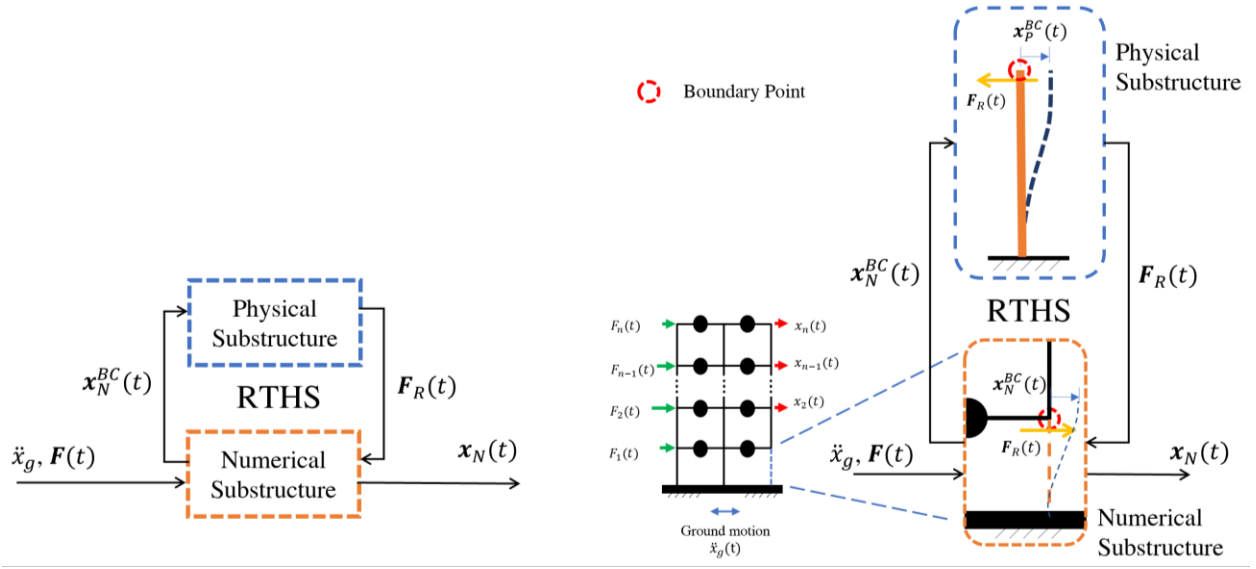 Physical
Substructure
𝒙_N^{BC}(t)
RTHS
𝑭_R(t)
ẍ_g, 𝑭(t)
Numerical
Substructure
𝒙_N(t)
Boundary Point
𝒙_P^{BC}(t)
𝑭_R(t)
Physical
Substructure
𝒙_N^{BC}(t)
𝑭_R(t)
RTHS
F_n(t)
x_n(t)
F_{n−1}(t)
x_{n−1}(t)
F_2(t)
x_2(t)
F_1(t)
Ground motion
ẍ_g(t)
𝒙_N^{BC}(t)
𝑭_R(t)
ẍ_g, 𝑭(t)
𝒙_N(t)
Numerical
Substructure